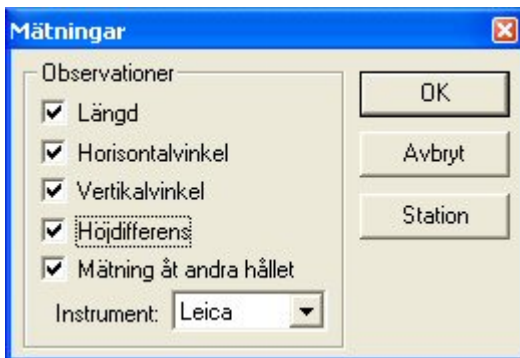 Mätningar
Observationer
Längd
Horisontalvinkel
Vertikalvinkel
Höjdifferens
Mätning åt andra hållet
Instrument: Leica
OK
Avbryt
Station